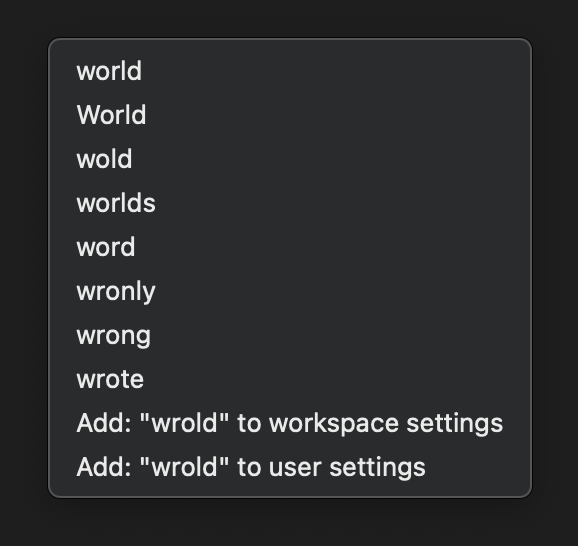 world
World
wold
worlds
word
wronly
wrong
wrote
Add: "wrold" to workspace settings
Add: "wrold" to user settings